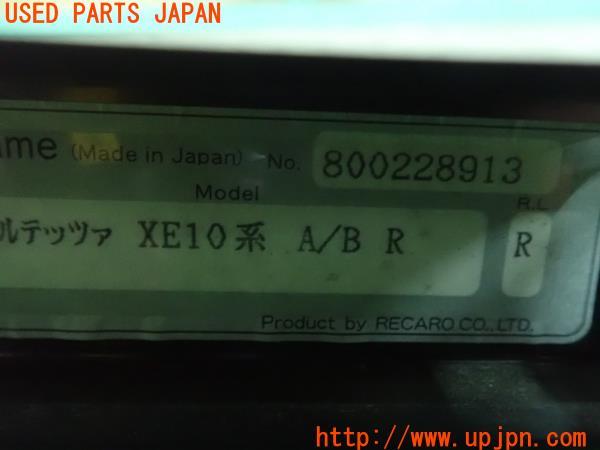 USED PARTS JAPAN
ame (Made in Japan) No. 800228913
Model R.L
ルテッツァ XE10系 A/B R R
Product by RECARO CO.,LTD.
http://www.upjpn.com/